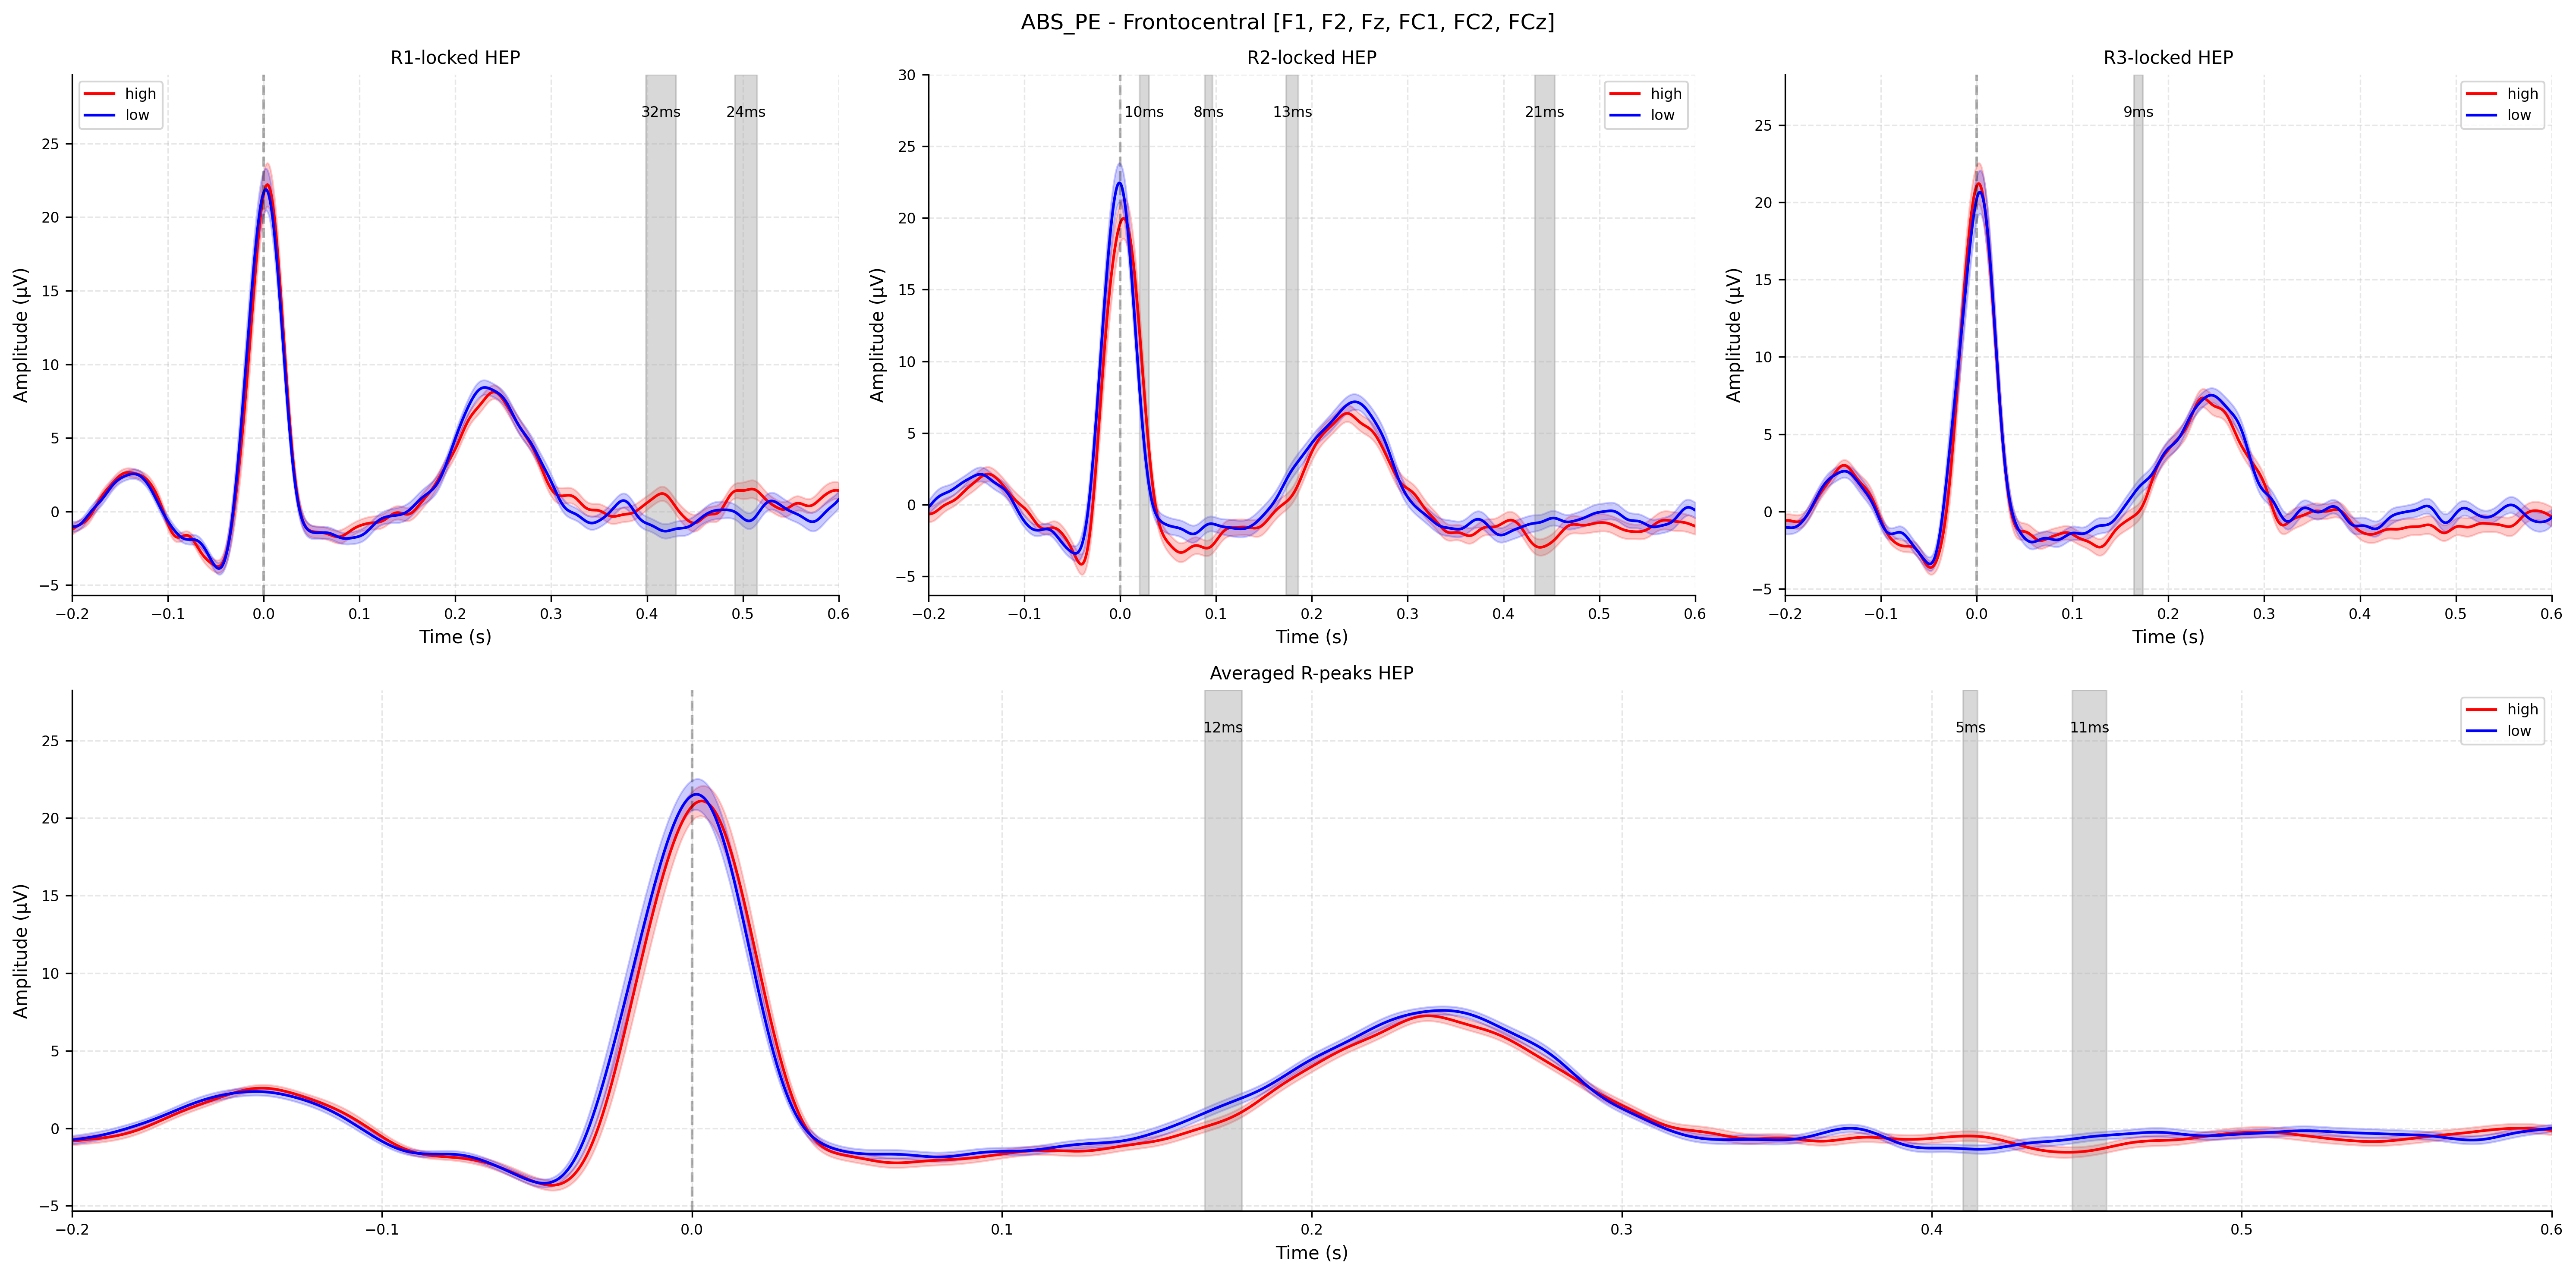 ABS_PE - Frontocentral [F1, F2, Fz, FC1, FC2, FCz]
R1-locked HEP
high
low
32ms
24ms
Amplitude (µV)
25
20
15
10
5
0
−5
−0.2
−0.1
0.0
0.1
0.2
0.3
0.4
0.5
0.6
Time (s)
R2-locked HEP
high
low
10ms
8ms
13ms
21ms
Amplitude (µV)
30
25
20
15
10
5
0
−5
−0.2
−0.1
0.0
0.1
0.2
0.3
0.4
0.5
0.6
Time (s)
R3-locked HEP
high
low
9ms
Amplitude (µV)
25
20
15
10
5
0
−5
−0.2
−0.1
0.0
0.1
0.2
0.3
0.4
0.5
0.6
Time (s)
Averaged R-peaks HEP
high
low
12ms
5ms
11ms
Amplitude (µV)
25
20
15
10
5
0
−5
−0.2
−0.1
0.0
0.1
0.2
0.3
0.4
0.5
0.6
Time (s)